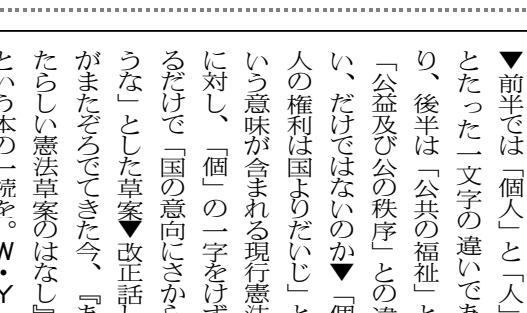 ▼前半では「個人」と「人」
とたった一文字の違いであ
り、後半は「公共の福祉」と
「公益及び公の秩序」との違
い、だけではないのか▼「個
人の権利は国よりだいじ」と
いう意味が含まれる現行憲法
に対し、「個」の一字をけず
るだけで「国の意向にさから
うな」とした草案▼改正話し
がまたぞろでてきた今、『あ
たらしい憲法草案のはなし』
という本の一読を。W・Y